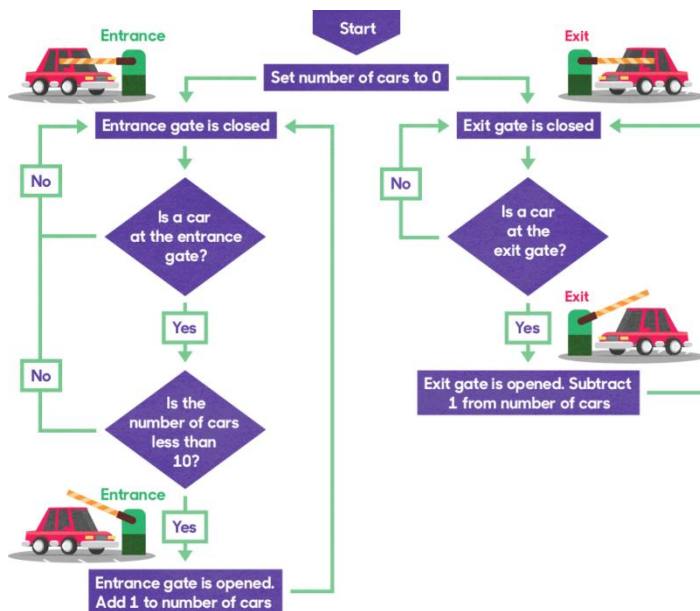 Start
Entrance
Exit
Set number of cars to 0
Entrance gate is closed
Exit gate is closed
No
No
Is a car
at the entrance
gate?
Is a car
at the
exit gate?
Yes
Yes
Exit
No
Exit gate is opened. Subtract
1 from number of cars
Is the
number of cars
less than
10?
Entrance
Yes
Entrance gate is opened.
Add 1 to number of cars